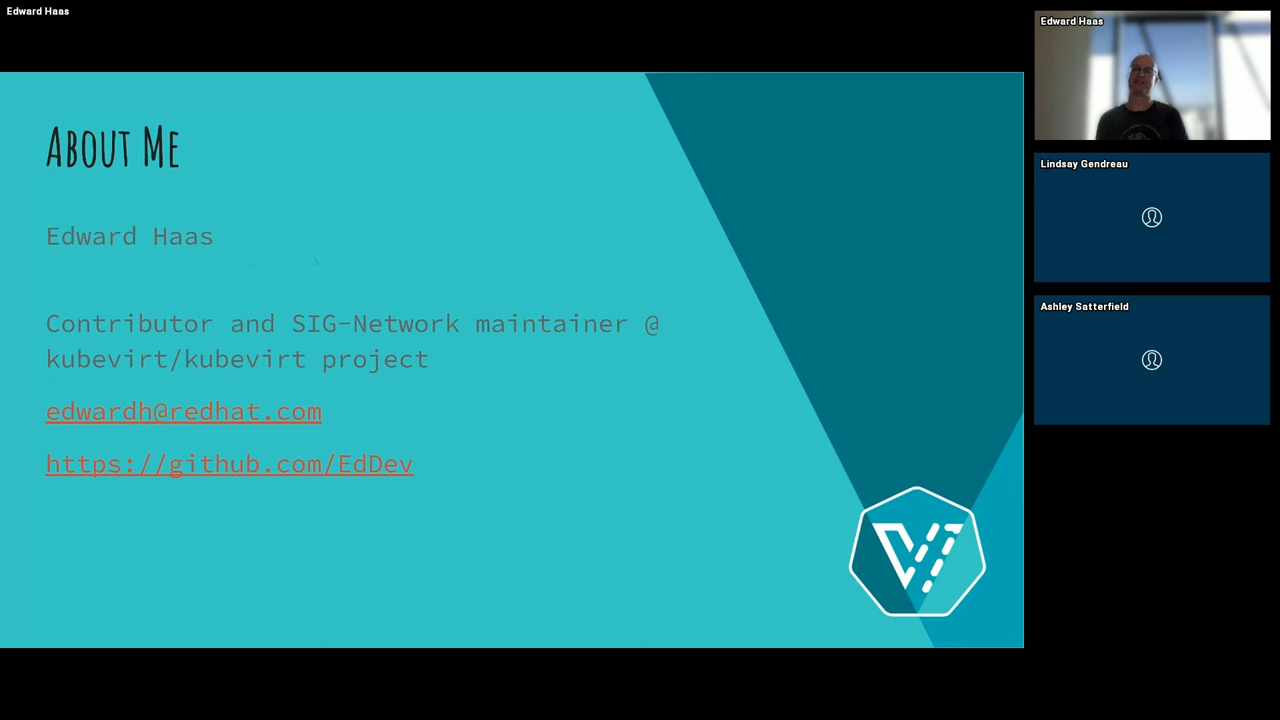 Edward Haas
About Me
Edward Haas
Contributor and SIG-Network maintainer @
kubevirt/kubevirt project
edwardh@redhat.com
https://github.com/EdDev
Edward Haas
Lindsay Gendreau
Ashley Satterfield